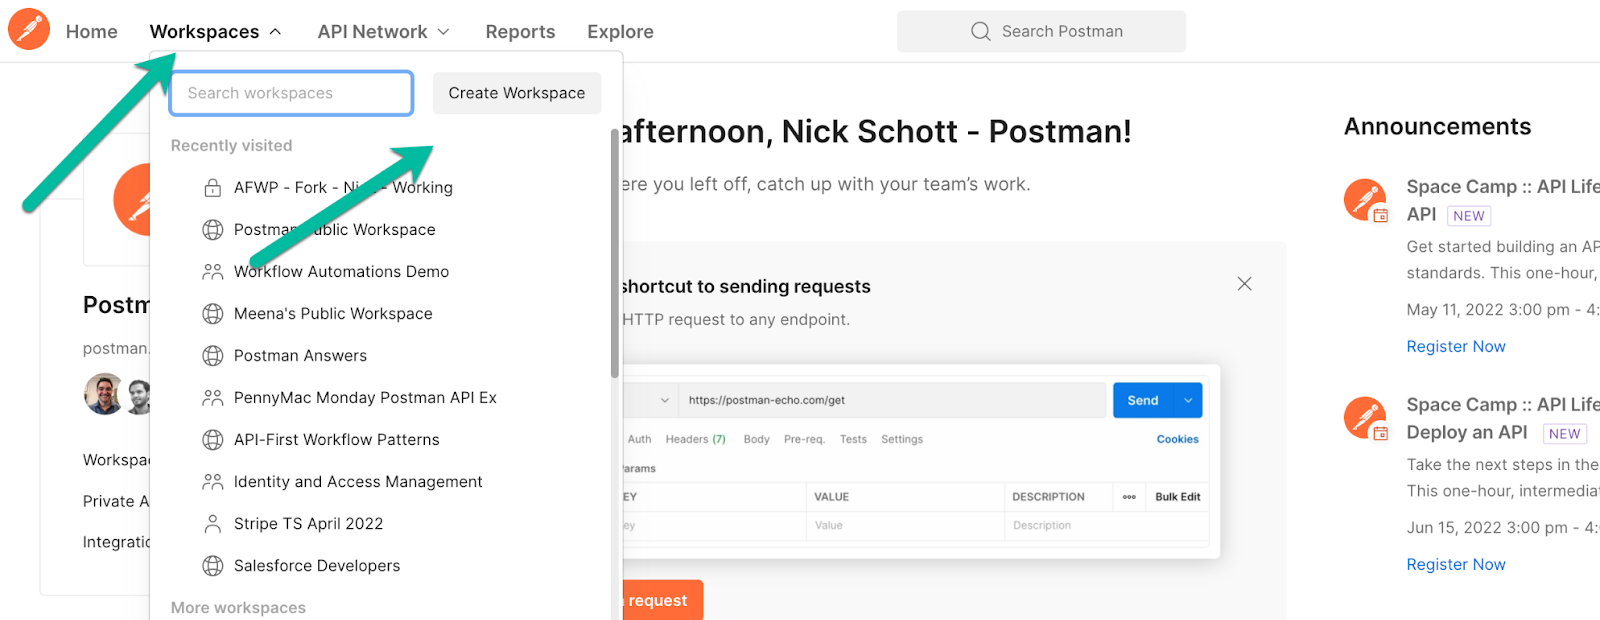 Home Workspaces API Network Reports Explore Search Postman
Search workspaces Create Workspace
Recently visited
AFWP - Fork - - Working
Postman Public Workspace
Workflow Automations Demo
Meena's Public Workspace
Postman Answers
PennyMac Monday Postman API Ex
API-First Workflow Patterns
Identity and Access Management
Stripe TS April 2022
Salesforce Developers
More workspaces
Postm
postman.
Workspac
Private A
Integratio
afternoon, Nick Schott - Postman!
ere you left off, catch up with your team's work.
shortcut to sending requests
HTTP request to any endpoint.
https://postman-echo.com/get Send
Auth Headers (7) Body Pre-req. Tests Settings Cookies
arams
EY VALUE DESCRIPTION ooo Bulk Edit
ey Value Description
request
Announcements
Space Camp :: API Life
API NEW
Get started building an AP
standards. This one-hour,
May 11, 2022 3:00 pm - 4:
Register Now
Space Camp :: API Life
Deploy an API NEW
Take the next steps in the
This one-hour, intermediat
Jun 15, 2022 3:00 pm - 4:
Register Now